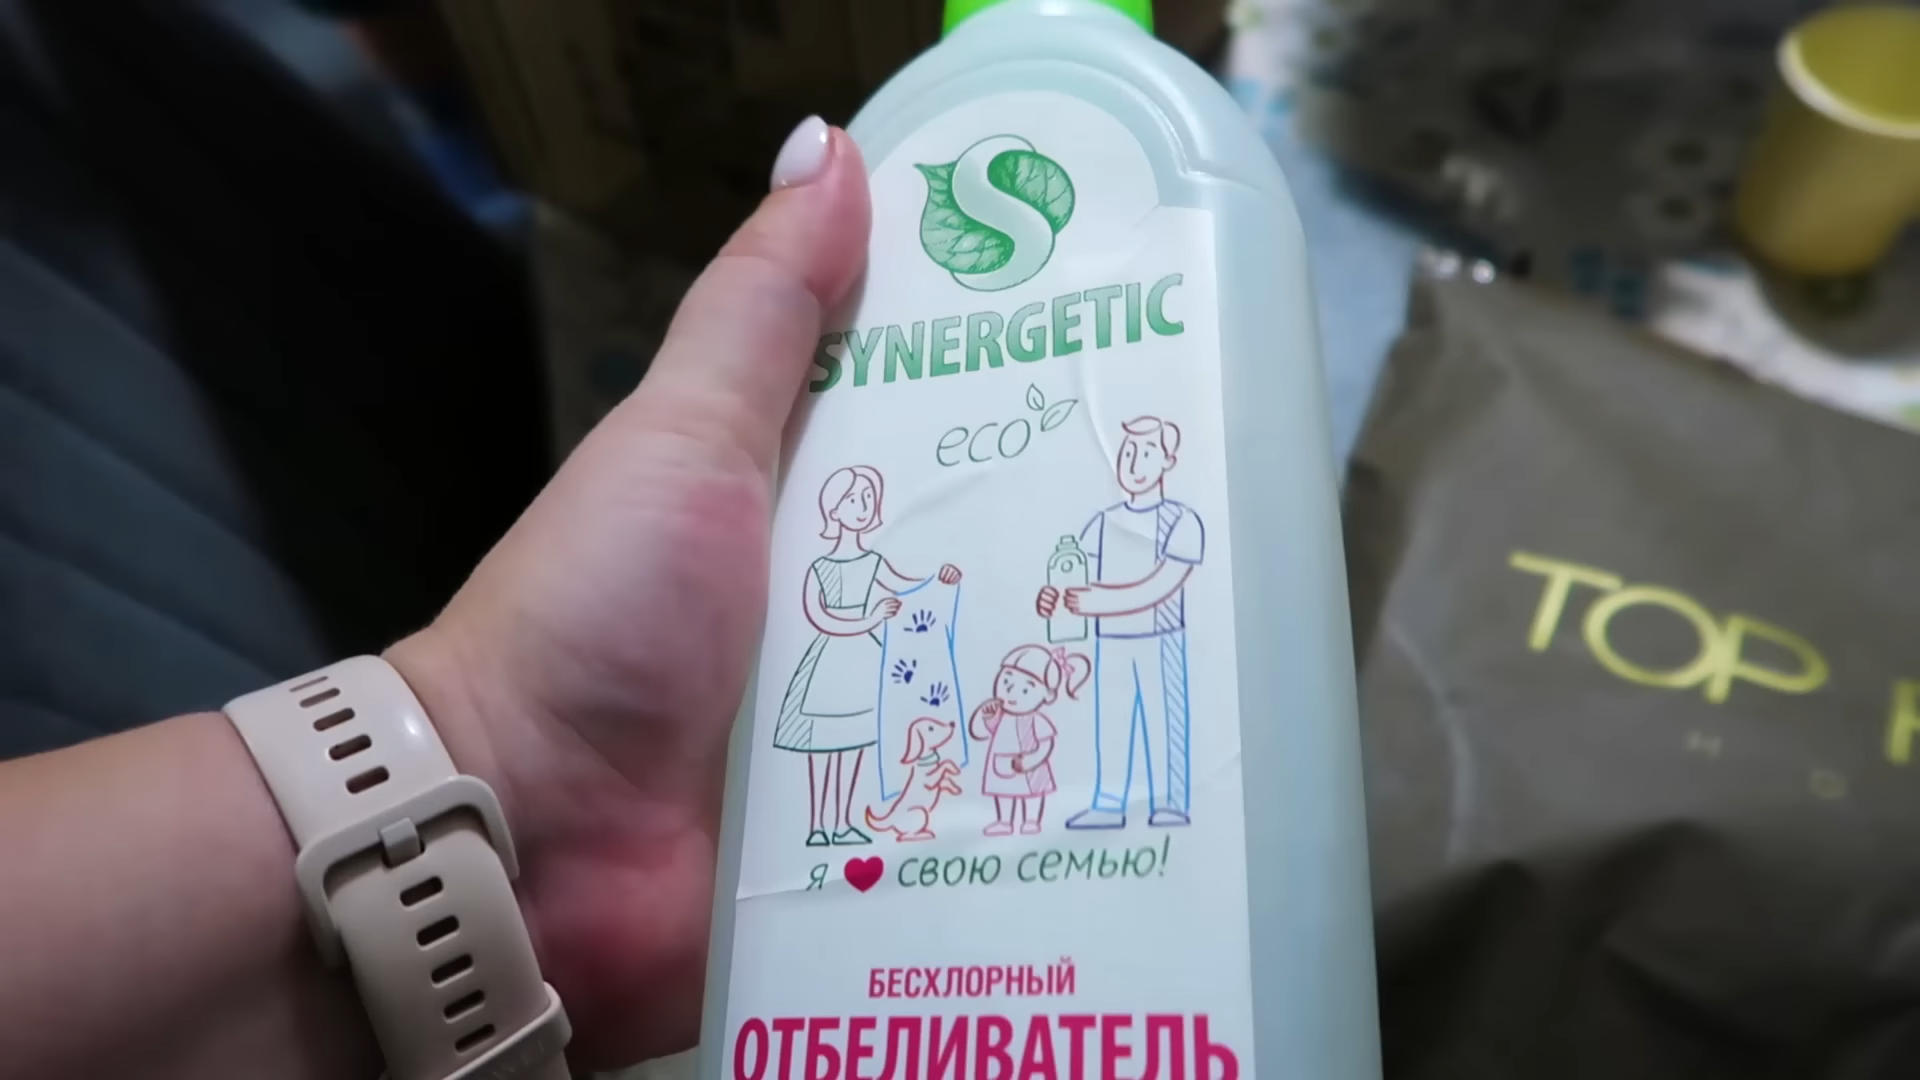 SYNERGETIC
eco
я ❤ свою семью!
БЕСХЛОРНЫЙ
ОТБЕЛИВАТЕЛЬ
TOP